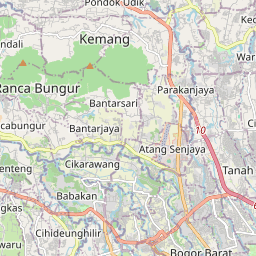 Pondok Udik
Kemang
Ranca Bungur
Bantarsari
Parakanjaya
10
Bantarjaya
Atang Senjaya
Cikarawang
Tanah
Babakan
Cihideunghilir
Bogor Barat